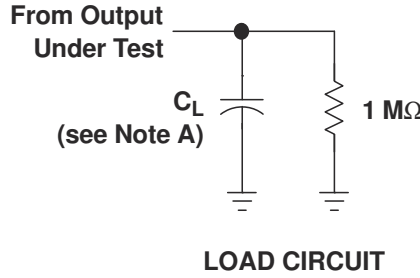 From Output
Under Test
CL
(see Note A)
1 MΩ
LOAD CIRCUIT